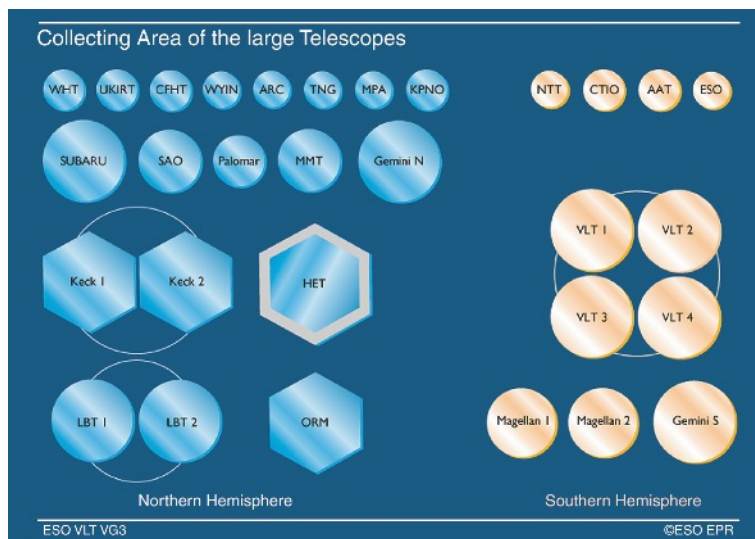 Collecting Area of the large Telescopes
WHT UKIRT CFHT WYIN ARC TNG MPA KPNO NTT CTIO AAT ESO
SUBARU SAO Palomar MMT Gemini N
VLT 1 VLT 2
Keck 1 Keck 2 HET
VLT 3 VLT 4
LBT 1 LBT 2 ORM Magellan 1 Magellan 2 Gemini S
Northern Hemisphere Southern Hemisphere
ESO VLT VG3 ©ESO EPR